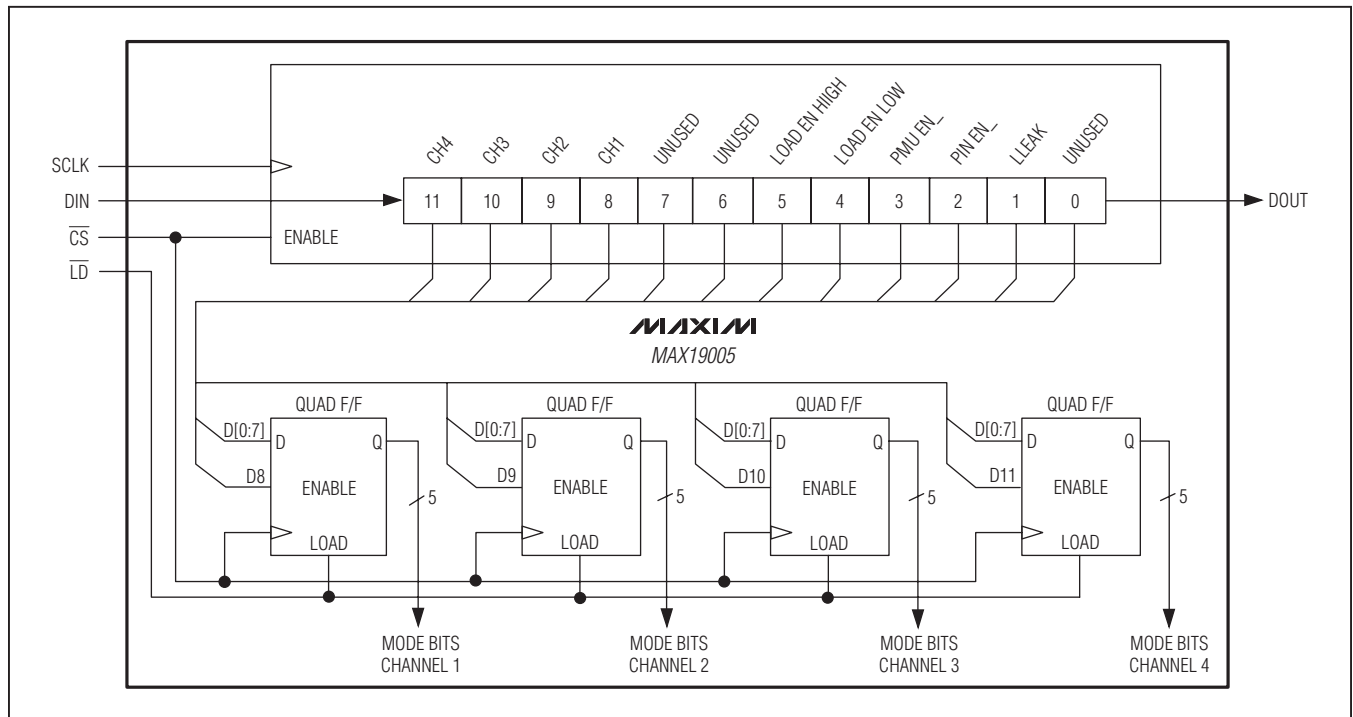 CH4 CH3 CH2 CH1 UNUSED UNUSED LOAD EN HIIGH LOAD EN LOW PMU EN_ PIN EN_ LLEAK UNUSED
SCLK
DIN 11 10 9 8 7 6 5 4 3 2 1 0 DOUT
CS ENABLE
LD
MAXIM
MAX19005
QUAD F/F QUAD F/F QUAD F/F QUAD F/F
D[0:7] D Q D[0:7] D Q D[0:7] D Q D[0:7] D Q
D8 ENABLE 5 D9 ENABLE 5 D10 ENABLE 5 D11 ENABLE 5
LOAD LOAD LOAD LOAD
MODE BITS MODE BITS MODE BITS MODE BITS
CHANNEL 1 CHANNEL 2 CHANNEL 3 CHANNEL 4